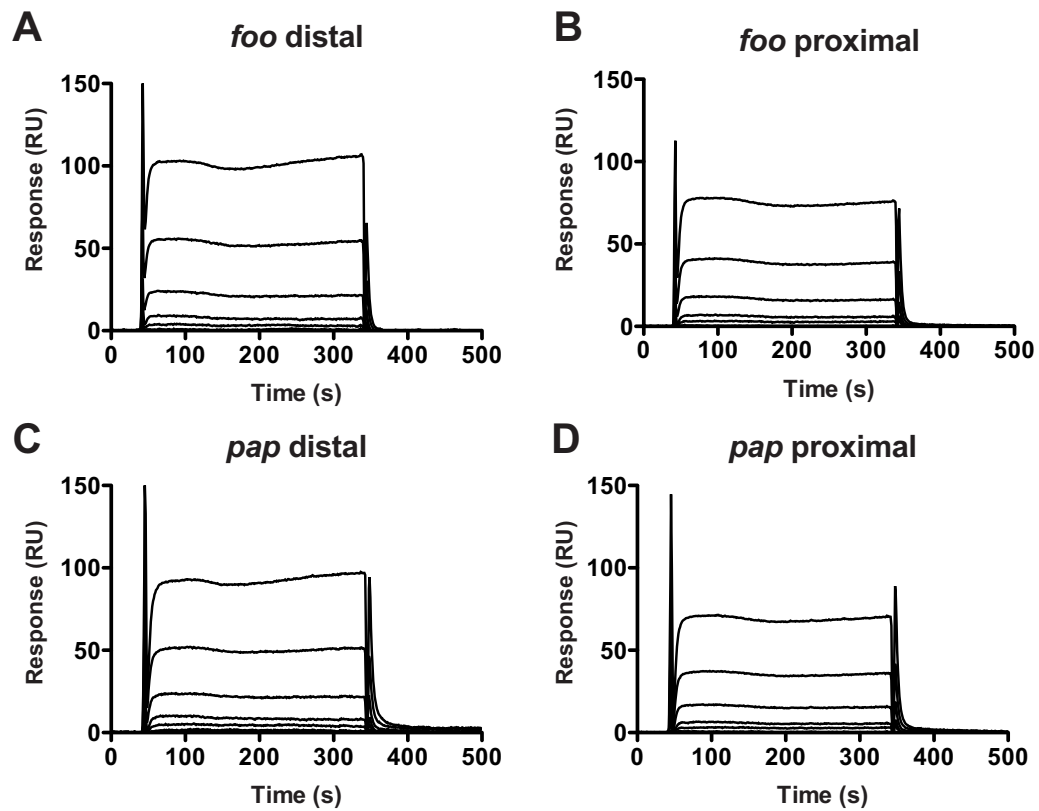 A
foo distal
150
100
50
0
Response (RU)
0 100 200 300 400 500
Time (s)
B
foo proximal
150
100
50
0
Response (RU)
0 100 200 300 400 500
Time (s)
C
pap distal
150
100
50
0
Response (RU)
0 100 200 300 400 500
Time (s)
D
pap proximal
150
100
50
0
Response (RU)
0 100 200 300 400 500
Time (s)